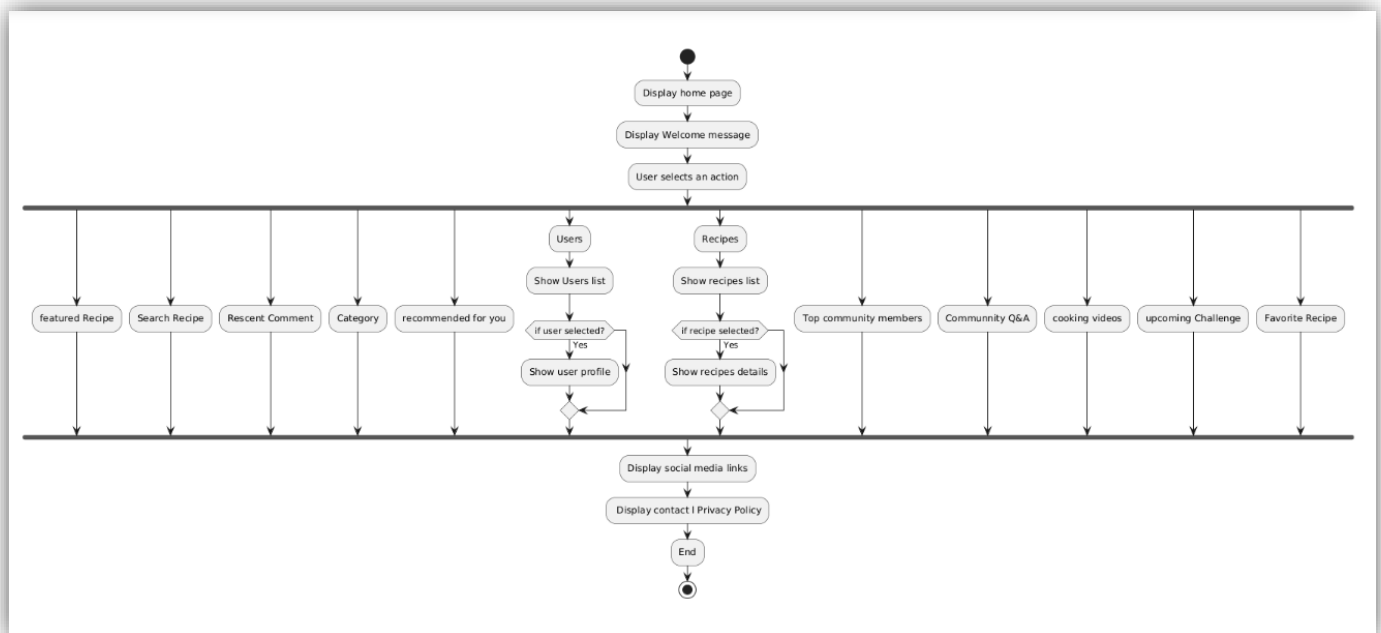 Display home page
Display Welcome message
User selects an action
Users
Recipes
Show Users list
Show recipes list
featured Recipe
Search Recipe
Rescent Comment
Category
recommended for you
if user selected?
if recipe selected?
Top community members
Communnity Q&A
cooking videos
upcoming Challenge
Favorite Recipe
Yes
Yes
Show user profile
Show recipes details
Display social media links
Display contact l Privacy Policy
End